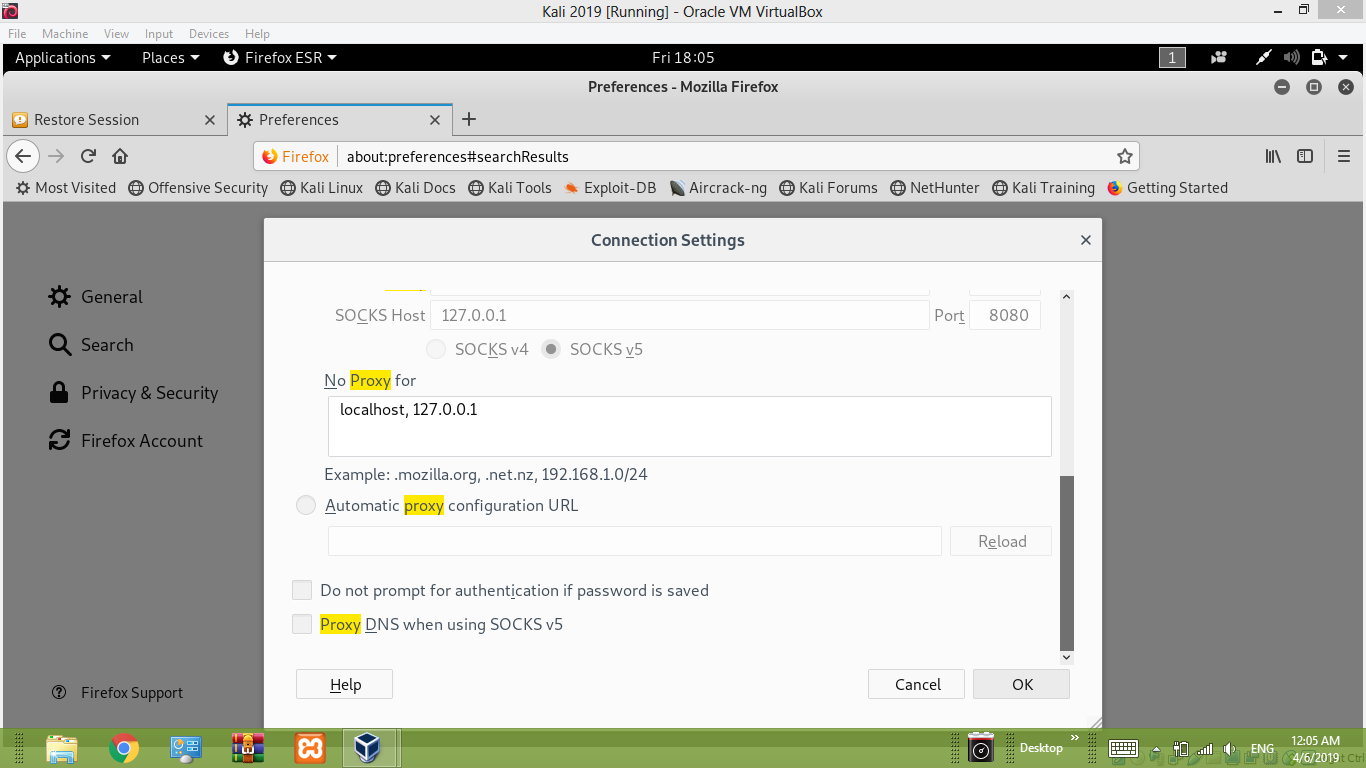 Kali 2019 [Running] - Oracle VM VirtualBox
File Machine View Input Devices Help
Applications Places Firefox ESR Fri 18:05 1
Preferences - Mozilla Firefox
Restore Session Preferences
Firefox about:preferences#searchResults
Most Visited Offensive Security Kali Linux Kali Docs Kali Tools Exploit-DB Aircrack-ng Kali Forums NetHunter Kali Training Getting Started
Connection Settings
General
Search
Privacy & Security
Firefox Account
Firefox Support
SOCKS Host 127.0.0.1 Port 8080
SOCKS v4 SOCKS v5
No Proxy for
localhost, 127.0.0.1
Example: .mozilla.org, .net.nz, 192.168.1.0/24
Automatic proxy configuration URL
Reload
Do not prompt for authentication if password is saved
Proxy DNS when using SOCKS v5
Help Cancel OK
Desktop ENG 12:05 AM
4/6/2019